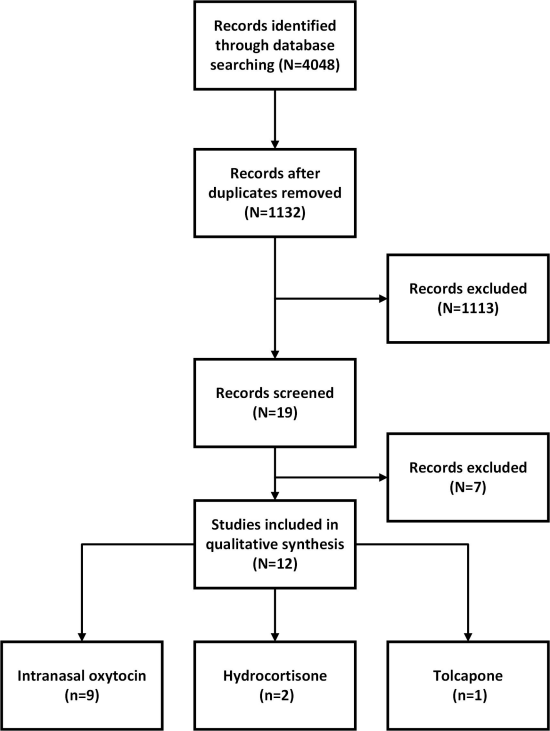 Records identified
through database
searching (N=4048)
Records after
duplicates removed
(N=1132)
Records excluded
(N=1113)
Records screened
(N=19)
Records excluded
(N=7)
Studies included in
qualitative synthesis
(N=12)
Intranasal oxytocin
(n=9)
Hydrocortisone
(n=2)
Tolcapone
(n=1)